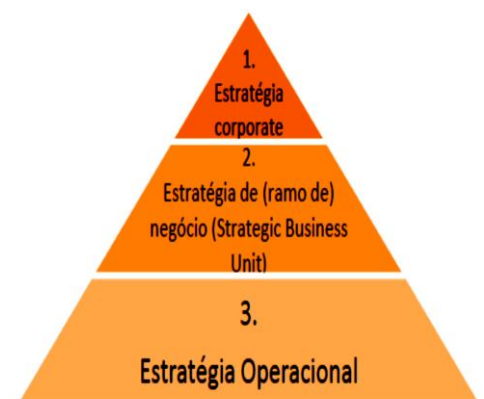 1.
Estratégia
corporate
2.
Estratégia de (ramo de)
negócio (Strategic Business
Unit)
3.
Estratégia Operacional